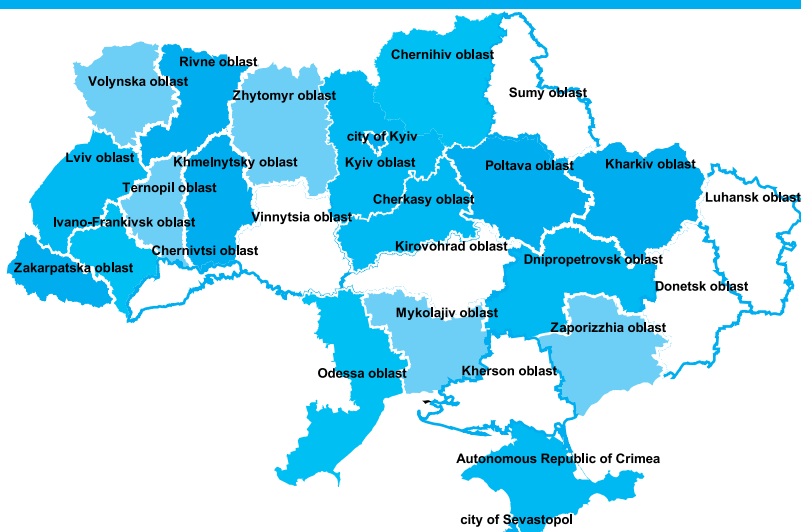 Chernihiv oblast
Rivne oblast
Volynska oblast
Zhytomyr oblast
Sumy oblast
city of Kyiv
Lviv oblast
Khmelnytsky oblast
Kyiv oblast
Poltava oblast
Kharkiv oblast
Ternopil oblast
Cherkasy oblast
Luhansk oblast
Ivano-Frankivsk oblast
Vinnytsia oblast
Chernivtsi oblast
Kirovohrad oblast
Zakarpatska oblast
Dnipropetrovsk oblast
Donetsk oblast
Mykolajiv oblast
Zaporizzhia oblast
Odessa oblast
Kherson oblast
Autonomous Republic of Crimea
city of Sevastopol